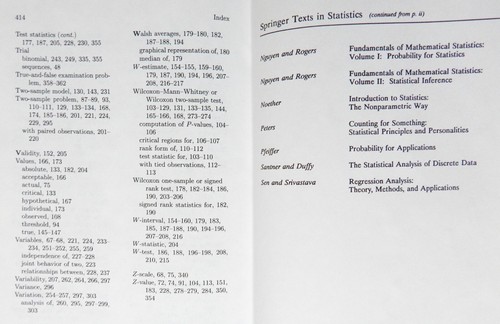 414
Index
Test statistics (cont.)
177, 187, 205, 228, 230, 355
Trial
binomial, 243, 249, 335, 355
sequences, 48
True-and-false examination prob-
lem, 358-362
Two-sample model, 130, 143, 231
Two-sample problem, 87-89, 93,
110-111, 129, 133-134, 168,
174, 185-186, 201, 221, 224,
229, 295
with paired observations, 201-
220
Validity, 152, 205
Values, 166, 173
absolute, 133, 182, 204
acceptable, 166
actual, 75
critical, 133
hypothetical, 167
individual, 173
observed, 168
threshold, 94
true, 145-147
Variables, 67-68, 221, 224, 233-
234, 251-252, 255, 259
independence of, 227-228
joint behavior of two, 223
relationships between, 228, 237
Variability, 207, 262, 264, 266, 297
Variance, 296
Variation, 254-257, 297, 303
analysis of, 260, 295, 297-299,
303
Walsh averages, 179-180, 182,
187-188, 194
graphical representation of, 180
median of, 179
W-estimate, 154-155, 159-160,
179, 187, 190, 194, 196, 207-
208, 216-217
Wilcoxon-Mann-Whitney or
Wilcoxon two-sample test,
103-129, 131, 133-135, 144,
165-166, 168, 273-274
computation of P-values, 104-
106
critical regions for, 106-107
rank form of, 110-112
test statistic for, 103-110
with tied observations, 112-
113
Wilcoxon one-sample or signed
rank test, 178, 182-184, 186,
190, 203-206
signed rank statistics for, 182,
190
W-interval, 154-160, 179, 183,
185, 187-188, 190, 194-196,
207-208, 216
W-statistic, 204
W-test, 186, 188, 196-198, 208,
210, 215
Z-scale, 68, 75, 340
Z-value, 72, 74, 91, 104, 113, 151,
183, 228, 278-279, 284, 350,
354
Springer Texts in Statistics (continued from p. ii)
Nguyen and Rogers
Fundamentals of Mathematical Statistics:
Volume I: Probability for Statistics
Nguyen and Rogers
Fundamentals of Mathematical Statistics:
Volume II: Statistical Inference
Noether
Introduction to Statistics:
The Nonparametric Way
Peters
Counting for Something:
Statistical Principles and Personalities
Pfeiffer
Probability for Applications
Santner and Duffy
The Statistical Analysis of Discrete Data
Sen and Srivastava
Regression Analysis:
Theory, Methods, and Applications